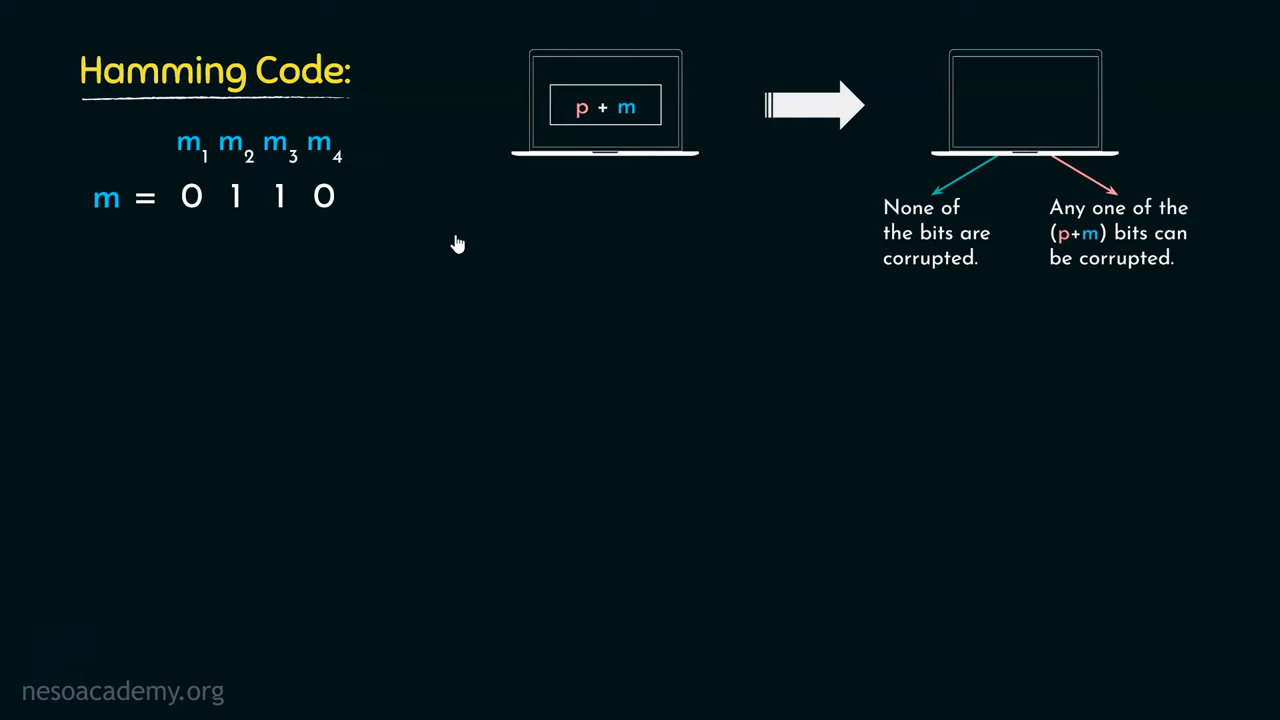 Hamming Code:
m1 m2 m3 m4
m = 0 1 1 0
p + m
None of
the bits are
corrupted.
Any one of the
(p+m) bits can
be corrupted.
nesoacademy.org